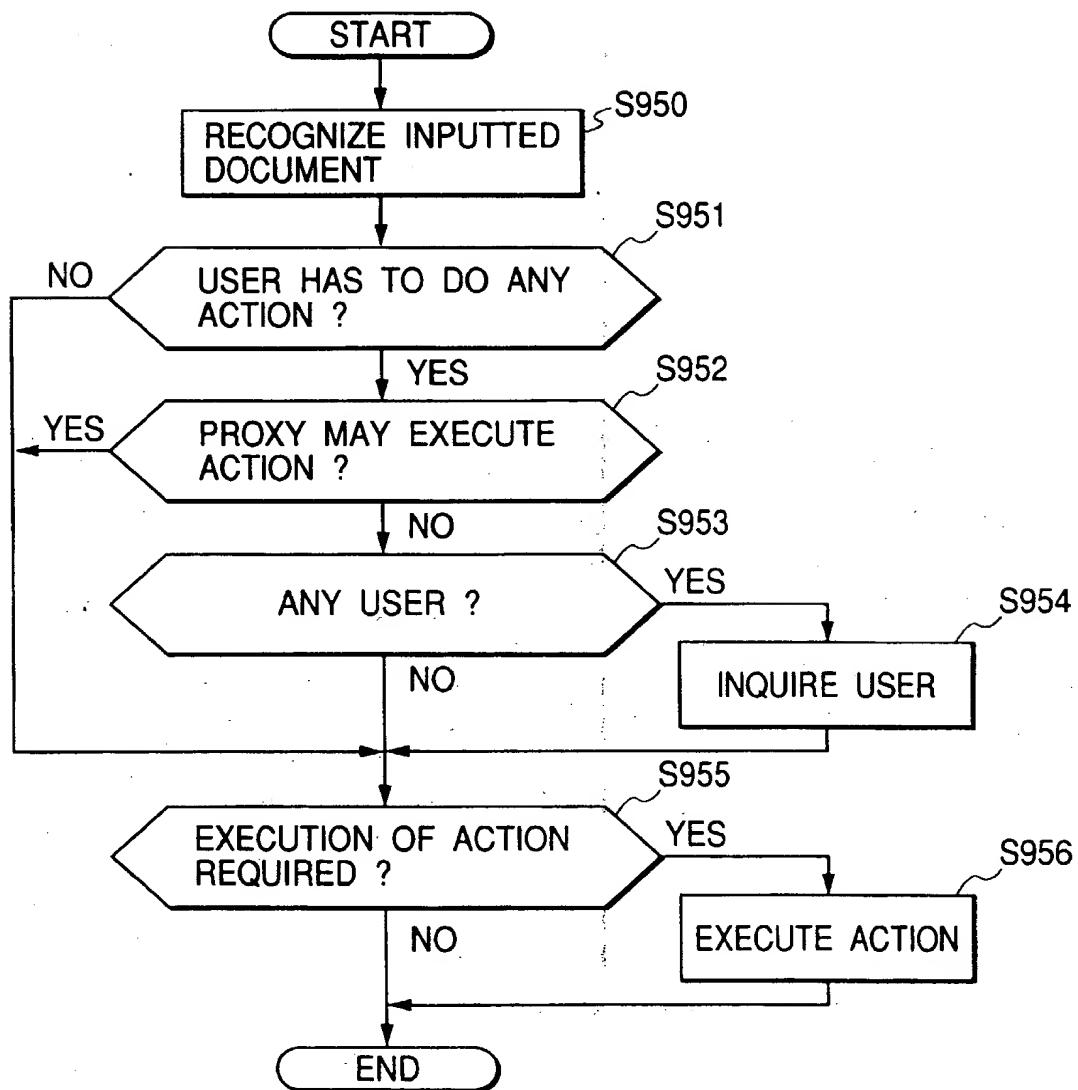 START
S950
RECOGNIZE INPUTTED
DOCUMENT
S951
NO
USER HAS TO DO ANY
ACTION ?
YES
S952
YES
PROXY MAY EXECUTE
ACTION ?
NO
S953
ANY USER ?
YES
S954
NO
INQUIRE USER
S955
EXECUTION OF ACTION
REQUIRED ?
YES
S956
NO
EXECUTE ACTION
END